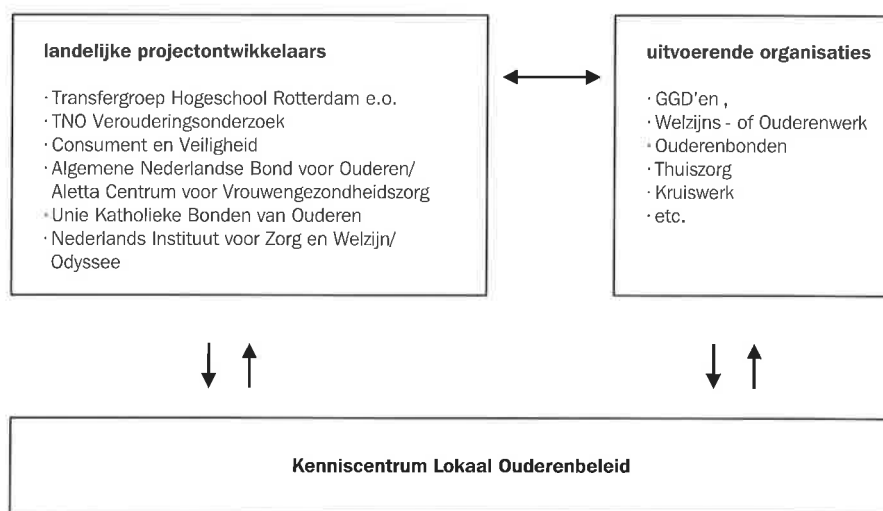 landelijke projectontwikkelaars
· Transfergroep Hogeschool Rotterdam e.o.
· TNO Verouderingsonderzoek
· Consument en Veiligheid
· Algemene Nederlandse Bond voor Ouderen/
Aletta Centrum voor Vrouwengezondheidszorg
· Unie Katholieke Bonden van Ouderen
· Nederlands Instituut voor Zorg en Welzijn/
Odyssee
uitvoerende organisaties
· GGD'en ,
· Welzijns - of Ouderenwerk
· Ouderenbonden
· Thuiszorg
· Kruiswerk
· etc.
Kenniscentrum Lokaal Ouderenbeleid